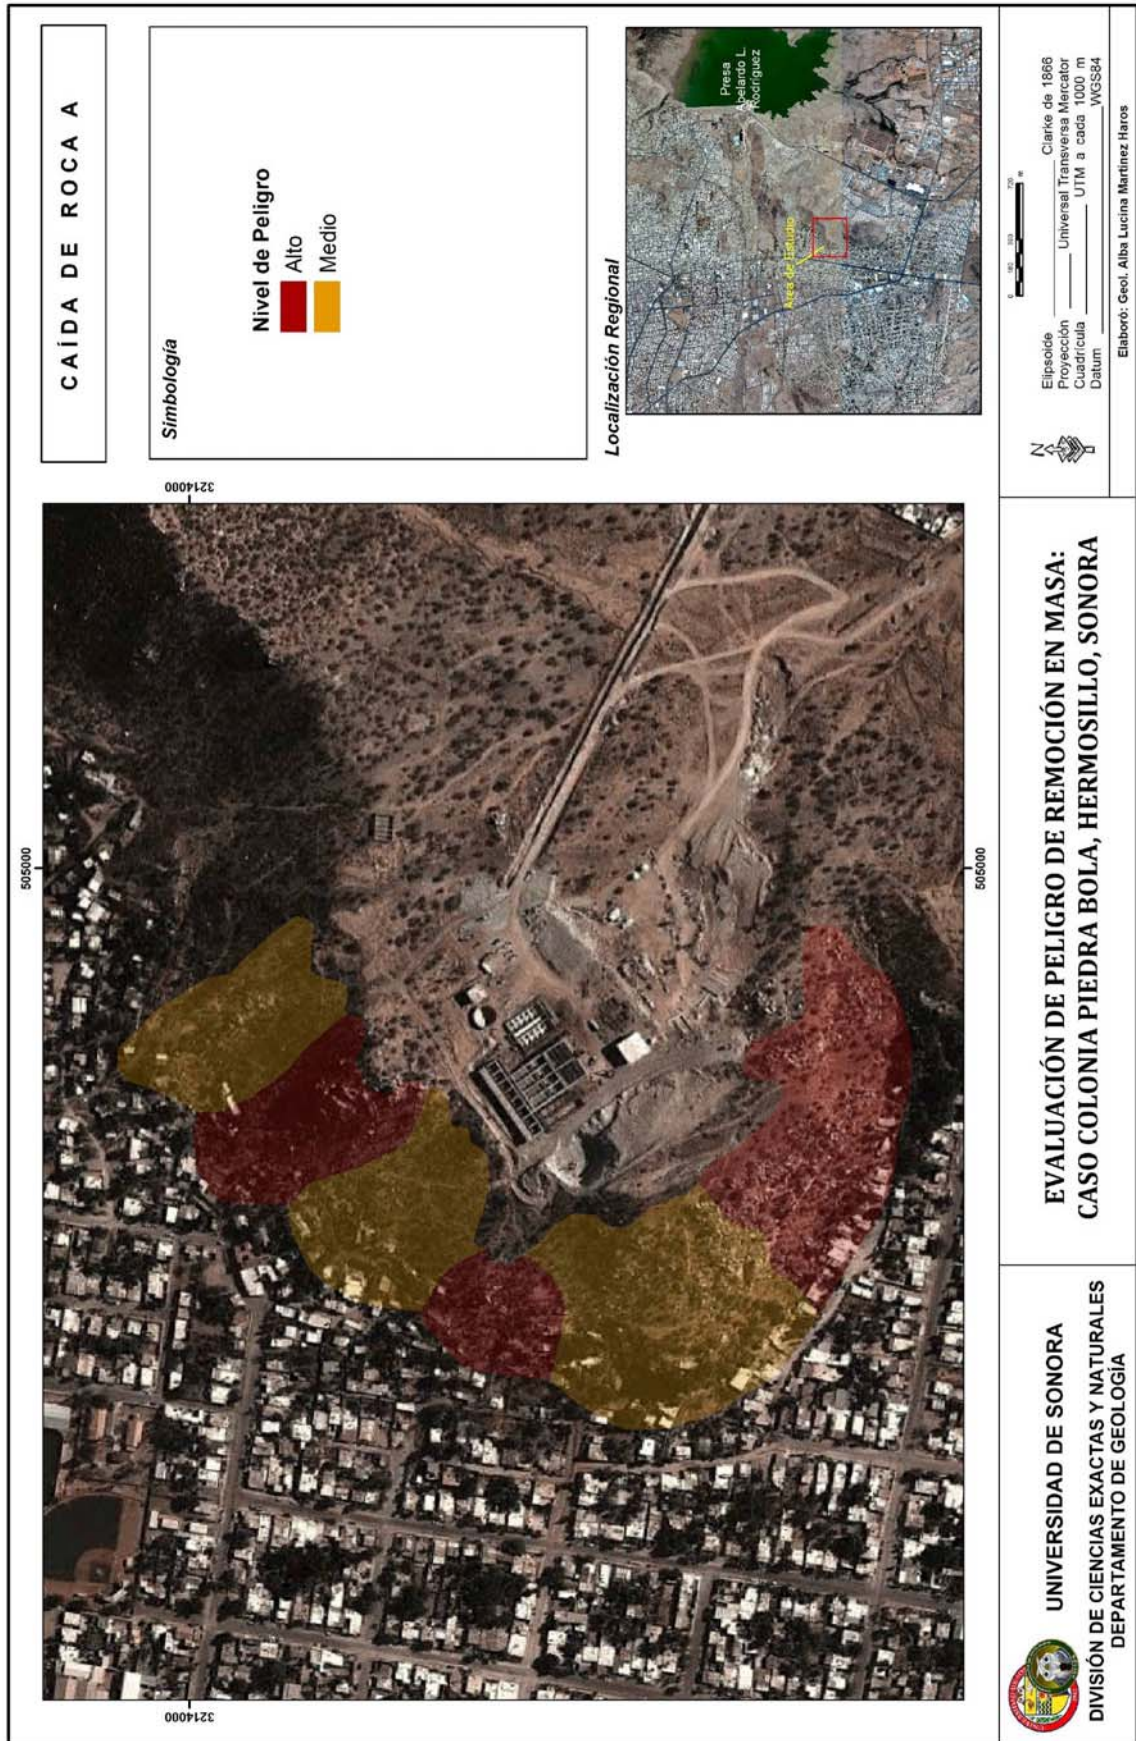 CAÍDA DE ROCA A
Simbología
Nivel de Peligro
Alto
Medio
Localización Regional
Presa
Abelardo L.
Rodríguez
Area de Estudio
3214000
505000
505000
3214000
N
Elipsoide Clarke de 1866
Proyección Universal Transversa Mercator
Cuadrícula UTM a cada 1000 m
Datum WGS84
Elaboró: Geol. Alba Lucina Martínez Haros
EVALUACIÓN DE PELIGRO DE REMOCIÓN EN MASA:
CASO COLONIA PIEDRA BOLA, HERMOSILLO, SONORA
UNIVERSIDAD DE SONORA
DIVISIÓN DE CIENCIAS EXACTAS Y NATURALES
DEPARTAMENTO DE GEOLOGÍA